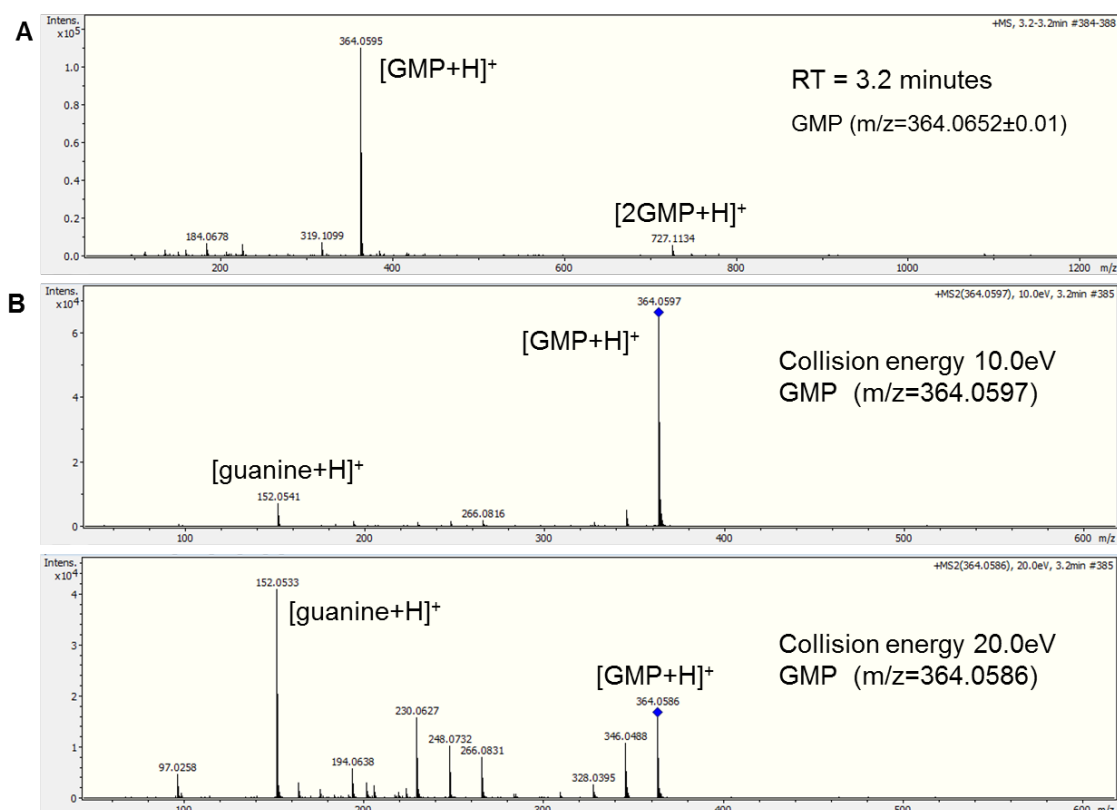 A
Intens.
x10⁵
+MS, 3.2-3.2min #384-388
364.0595
[GMP+H]⁺
RT = 3.2 minutes
GMP (m/z=364.0652±0.01)
1.0
0.8
0.6
0.4
[2GMP+H]⁺
0.2
184.0678
319.1099
727.1134
0.0
200 400 600 800 1000 1200 m/z
B
Intens.
x10⁴
+MS2(364.0597), 10.0eV, 3.2min #385
364.0597
6
[GMP+H]⁺
Collision energy 10.0eV
GMP (m/z=364.0597)
4
[guanine+H]⁺
2
152.0541
266.0816
0
100 200 300 400 500 600 m/z
Intens.
x10⁴
+MS2(364.0586), 20.0eV, 3.2min #385
152.0533
4
[guanine+H]⁺
Collision energy 20.0eV
GMP (m/z=364.0586)
3
[GMP+H]⁺
2
364.0586
230.0627
248.0732
346.0488
1
266.0831
194.0638
97.0258
328.0395
0
100 200 300 400 500 600 m/z